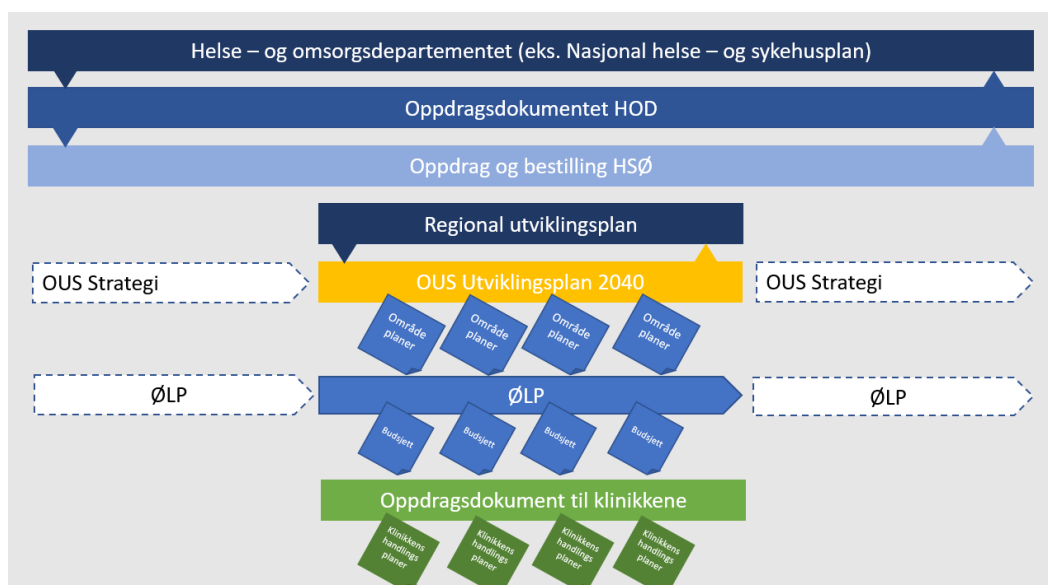 Helse – og omsorgsdepartementet (eks. Nasjonal helse – og sykehusplan)
Oppdragsdokumentet HOD
Oppdrag og bestilling HSØ
Regional utviklingsplan
OUS Strategi
OUS Utviklingsplan 2040
OUS Strategi
Område
planer
Område
planer
Område
planer
Område
planer
ØLP
ØLP
ØLP
Budsjett
Budsjett
Budsjett
Budsjett
Oppdragsdokument til klinikkene
Klinikkens
handlings
planer
Klinikkens
handlings
planer
Klinikkens
handlings
planer
Klinikkens
handlings
planer